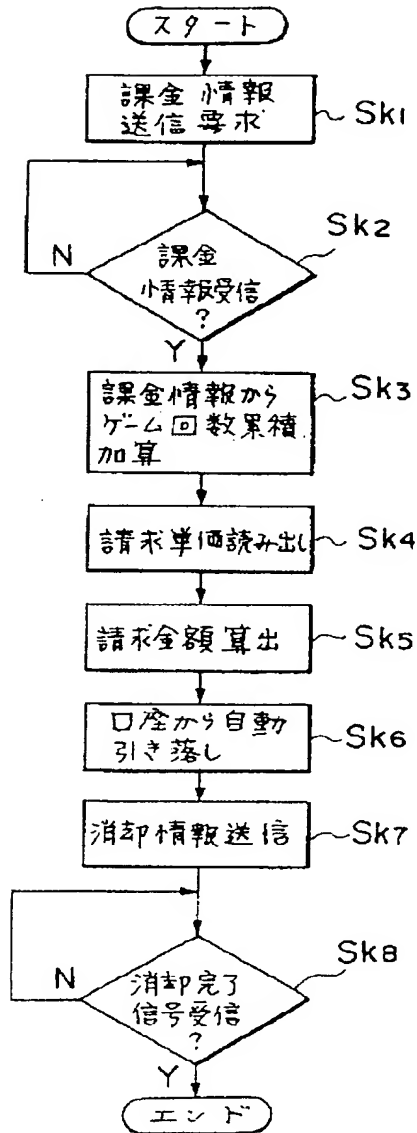 スタート
課金情報
送信要求
Sk1
Sk2
N
課金
情報受信
?
Y
課金情報から
ゲーム回数累積
加算
Sk3
請求単価読み出し
Sk4
請求金額算出
Sk5
口座から自動
引き落し
Sk6
消却情報送信
Sk7
Sk8
N
消却完了
信号受信
?
Y
エンド